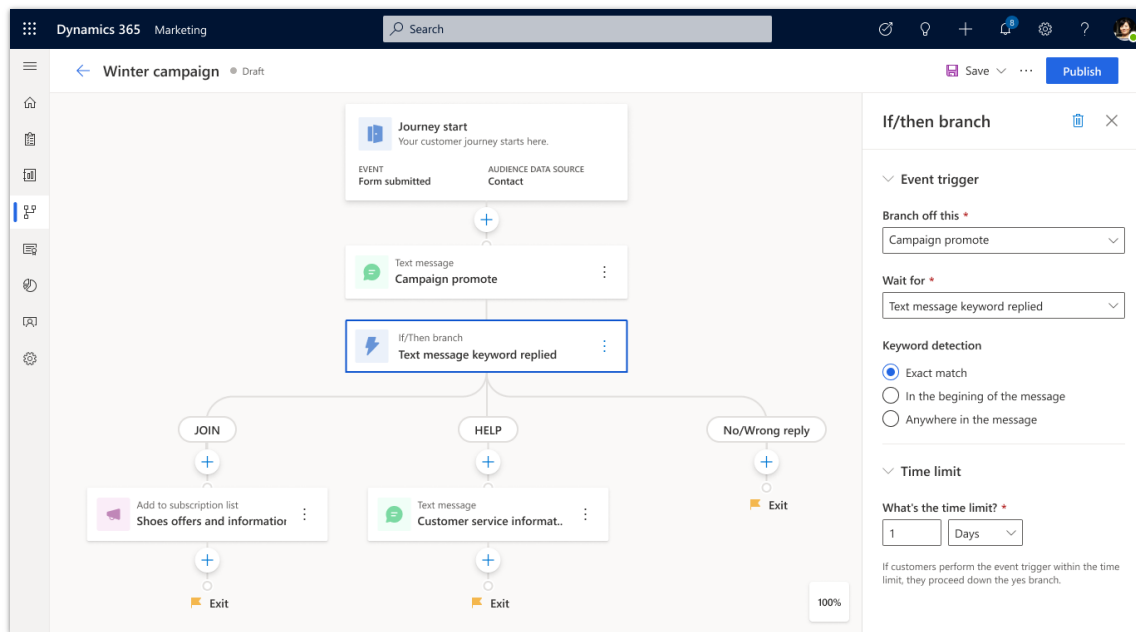 Dynamics 365 Marketing
Search
8
Winter campaign Draft
Save
Publish
Journey start
Your customer journey starts here.
EVENT AUDIENCE DATA SOURCE
Form submitted Contact
Text message
Campaign promote
If/Then branch
Text message keyword replied
JOIN HELP No/Wrong reply
Add to subscription list
Shoes offers and information
Exit
Text message
Customer service informat..
Exit
Exit
100%
If/then branch
Event trigger
Branch off this *
Campaign promote
Wait for *
Text message keyword replied
Keyword detection
Exact match
In the begining of the message
Anywhere in the message
Time limit
What's the time limit? *
1 Days
If customers perform the event trigger within the time
limit, they proceed down the yes branch.